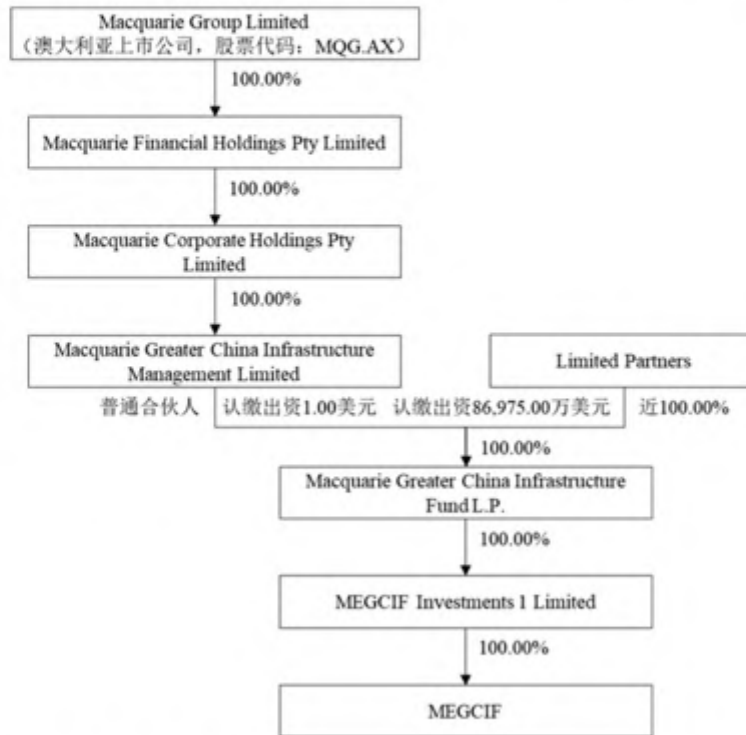 Macquarie Group Limited
（澳大利亚上市公司，股票代码：MQG.AX）
100.00%
Macquarie Financial Holdings Pty Limited
100.00%
Macquarie Corporate Holdings Pty
Limited
100.00%
Macquarie Greater China Infrastructure
Management Limited
Limited Partners
普通合伙人 认缴出资1.00美元 认缴出资86,975.00万美元 近100.00%
100.00%
Macquarie Greater China Infrastructure
Fund L.P.
100.00%
MEGCIF Investments 1 Limited
100.00%
MEGCIF